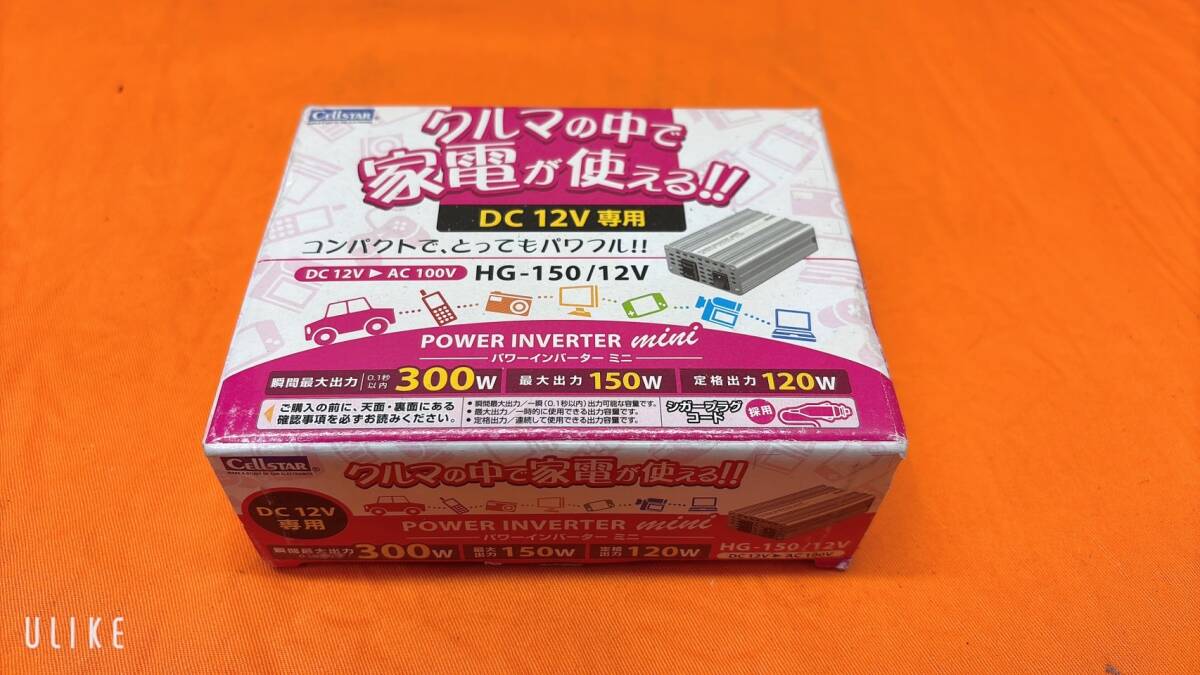 CELLSTAR®
クルマの中で
家電が使える!!
DC 12V 専用
コンパクトで、とってもパワフル!!
DC 12V ▶ AC 100V HG-150/12V
POWER INVERTER mini
パワーインバーター ミニ
瞬間最大出力 0.1秒以内 300W 最大出力 150W 定格出力 120W
ご購入の前に、天面・裏面にある
確認事項を必ずお読みください。
• 瞬間最大出力/一瞬(0.1秒以内)出力可能な容量です。
• 最大出力/一時的に使用できる出力容量です。
• 定格出力/連続して使用できる出力容量です。
シガープラグ
コード
採用
CELLSTAR®
クルマの中で家電が使える!!
DC 12V
専用
POWER INVERTER mini
パワーインバーター ミニ
瞬間最大出力 300W 最大出力 150W 定格出力 120W
HG-150/12V
DC 12V ▶ AC 100V
ULIKE